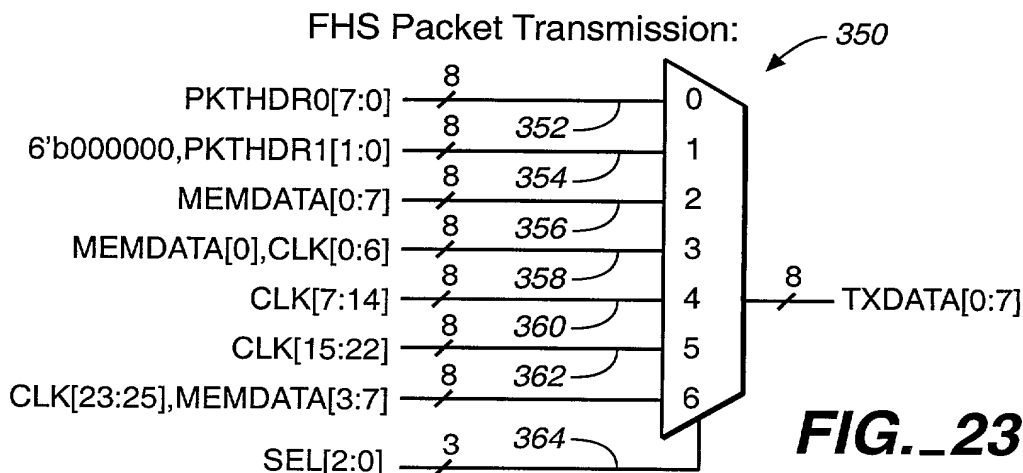 FHS Packet Transmission:
350
PKTHDR0[7:0] 8 352 0
6'b000000,PKTHDR1[1:0] 8 354 1
MEMDATA[0:7] 8 356 2
MEMDATA[0],CLK[0:6] 8 358 3
CLK[7:14] 8 360 4 8 TXDATA[0:7]
CLK[15:22] 8 362 5
CLK[23:25],MEMDATA[3:7] 8 6
SEL[2:0] 3 364
FIG._23